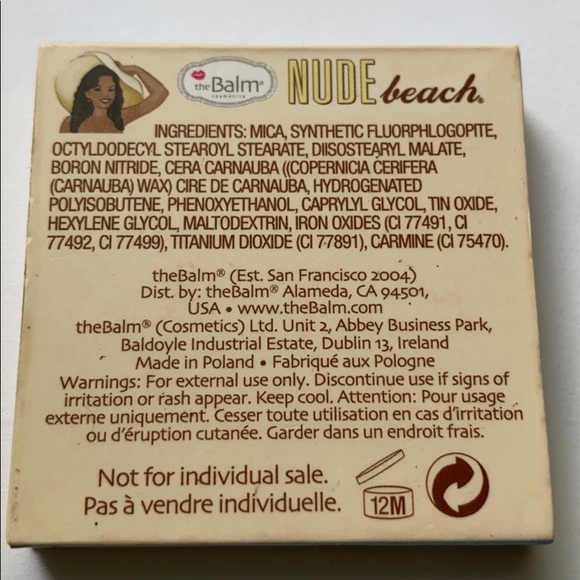 theBalm®
cosmetics
NUDE beach®
INGREDIENTS: MICA, SYNTHETIC FLUORPHLOGOPITE,
OCTYLDODECYL STEAROYL STEARATE, DIISOSTEARYL MALATE,
BORON NITRIDE, CERA CARNAUBA ((COPERNICIA CERIFERA
(CARNAUBA) WAX) CIRE DE CARNAUBA, HYDROGENATED
POLYISOBUTENE, PHENOXYETHANOL, CAPRYLYL GLYCOL, TIN OXIDE,
HEXYLENE GLYCOL, MALTODEXTRIN, IRON OXIDES (CI 77491, CI
77492, CI 77499), TITANIUM DIOXIDE (CI 77891), CARMINE (CI 75470).
theBalm® (Est. San Francisco 2004)
Dist. by: theBalm® Alameda, CA 94501,
USA • www.theBalm.com
theBalm® (Cosmetics) Ltd. Unit 2, Abbey Business Park,
Baldoyle Industrial Estate, Dublin 13, Ireland
Made in Poland • Fabriqué aux Pologne
Warnings: For external use only. Discontinue use if signs of
irritation or rash appear. Keep cool. Attention: Pour usage
externe uniquement. Cesser toute utilisation en cas d'irritation
ou d'éruption cutanée. Garder dans un endroit frais.
Not for individual sale.
Pas à vendre individuelle.
12M